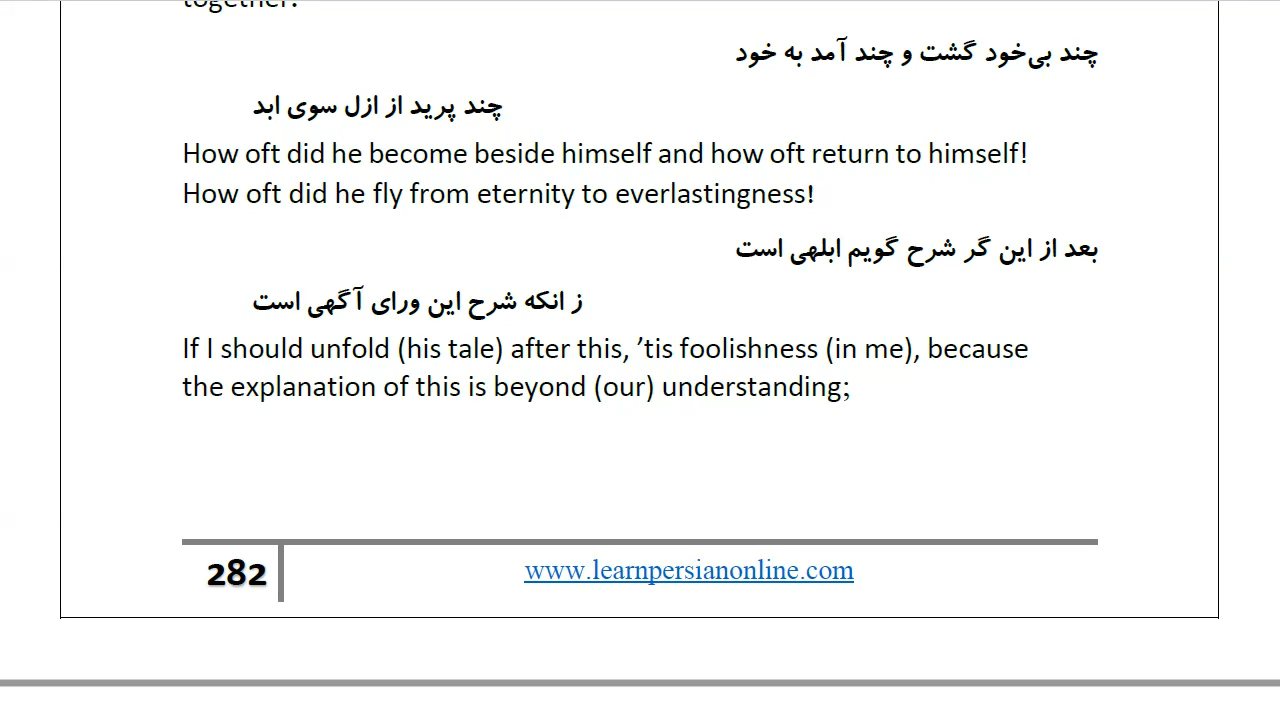 together.
چند بی‌خود گشت و چند آمد به خود
چند پرید از ازل سوی ابد
How oft did he become beside himself and how oft return to himself!
How oft did he fly from eternity to everlastingness!
بعد از این گر شرح گویم ابلهی است
ز انکه شرح این ورای آگهی است
If I should unfold (his tale) after this, ’tis foolishness (in me), because
the explanation of this is beyond (our) understanding;
282
www.learnpersianonline.com